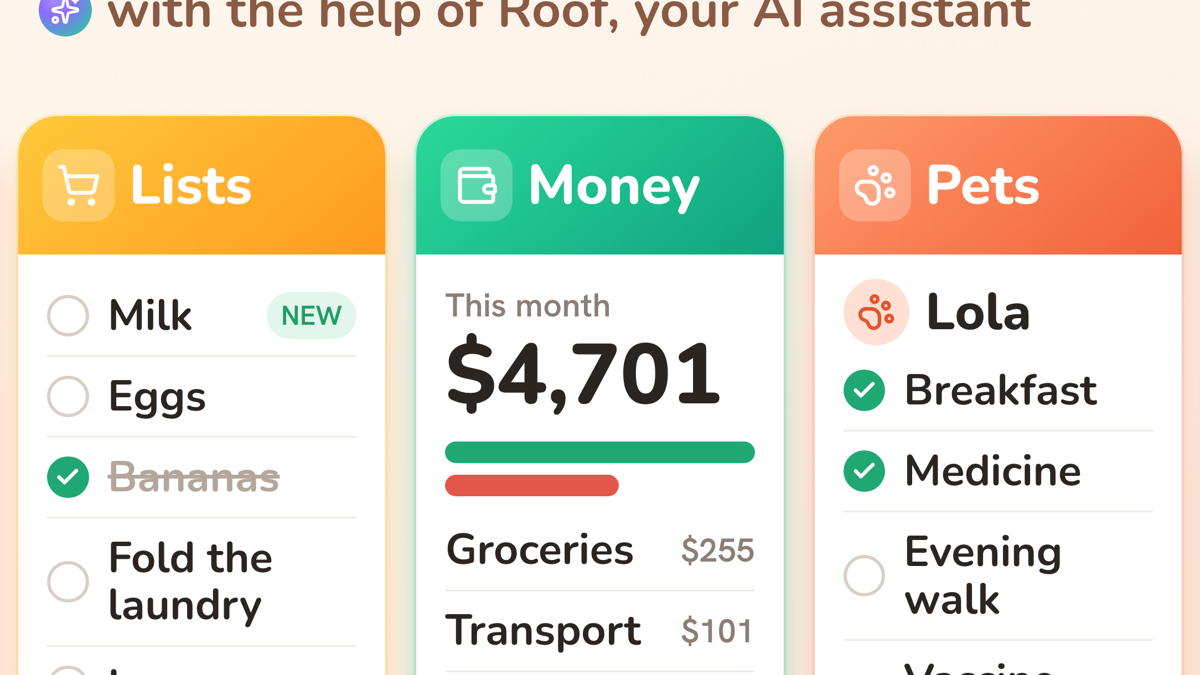 with the help of Roof, your AI assistant
Lists
Milk
NEW
Eggs
Bananas
Fold the
laundry
Money
This month
$4,701
Groceries $255
Transport $101
Pets
Lola
Breakfast
Medicine
Evening
walk